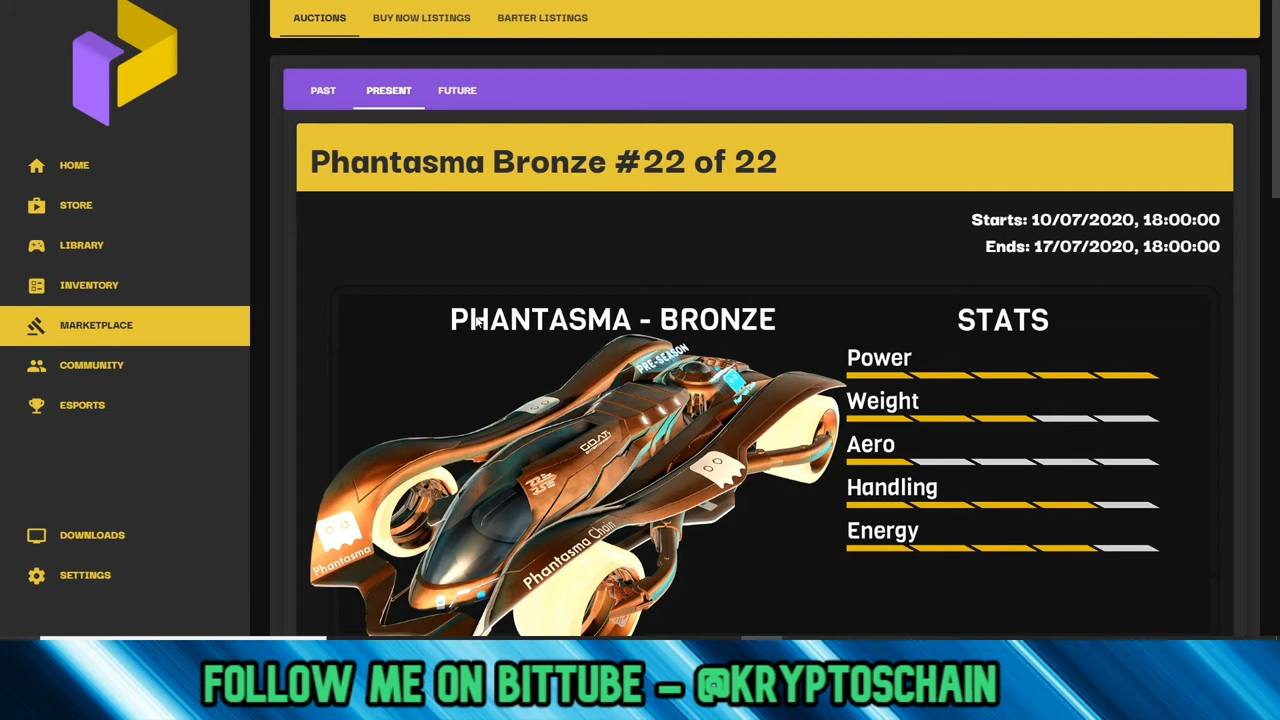 AUCTIONS
BUY NOW LISTINGS
BARTER LISTINGS
PAST
PRESENT
FUTURE
HOME
STORE
LIBRARY
INVENTORY
MARKETPLACE
COMMUNITY
ESPORTS
DOWNLOADS
SETTINGS
Phantasma Bronze #22 of 22
Starts: 10/07/2020, 18:00:00
Ends: 17/07/2020, 18:00:00
PHANTASMA - BRONZE
PRE-SEASON
GOATI
Phantasma
Phantasma Chain
STATS
Power
Weight
Aero
Handling
Energy
FOLLOW ME ON BITTUBE - @KRYPTOSCHAIN